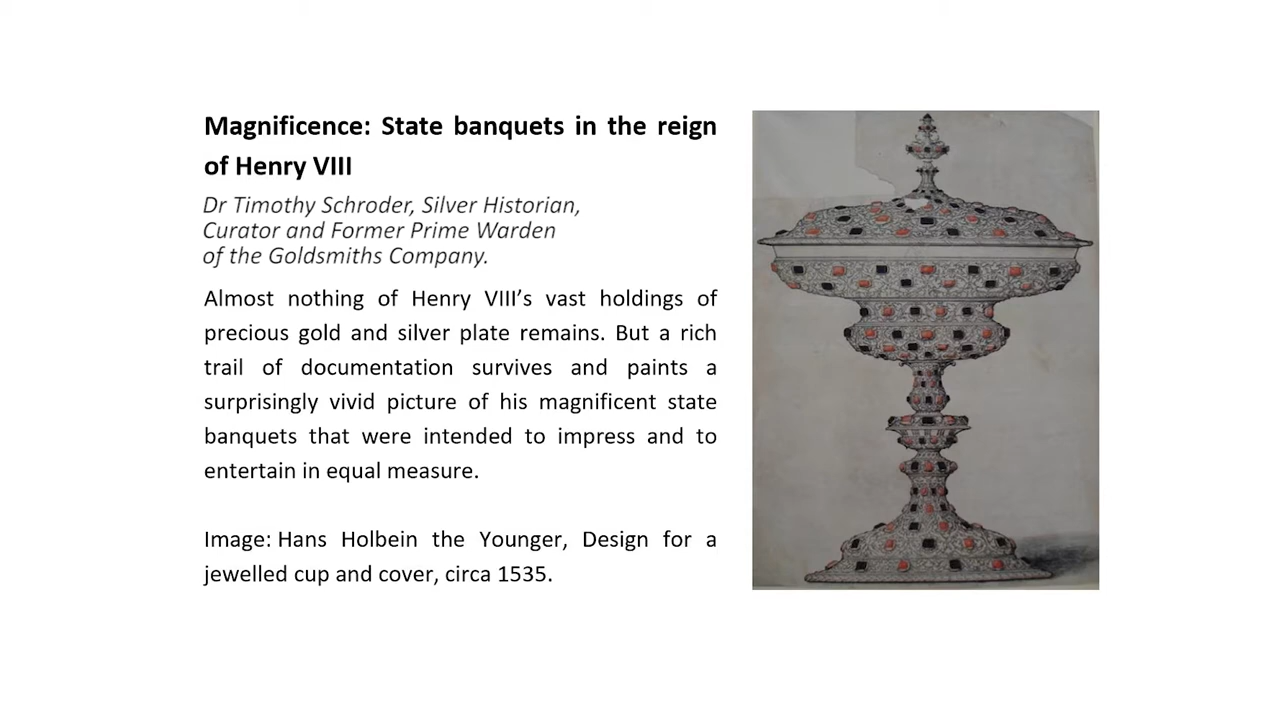 Magnificence: State banquets in the reign
of Henry VIII
Dr Timothy Schroder, Silver Historian,
Curator and Former Prime Warden
of the Goldsmiths Company.
Almost nothing of Henry VIII’s vast holdings of
precious gold and silver plate remains. But a rich
trail of documentation survives and paints a
surprisingly vivid picture of his magnificent state
banquets that were intended to impress and to
entertain in equal measure.
Image: Hans Holbein the Younger, Design for a
jewelled cup and cover, circa 1535.